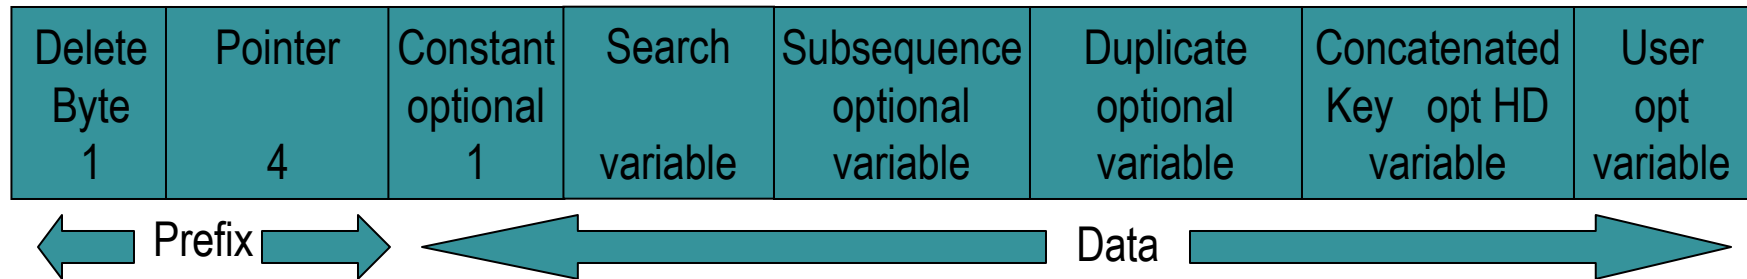 Delete
Byte
1
Pointer
4
Constant
optional
1
Search
variable
Subsequence
optional
variable
Duplicate
optional
variable
Concatenated
Key opt HD
variable
User
opt
variable
Prefix
Data